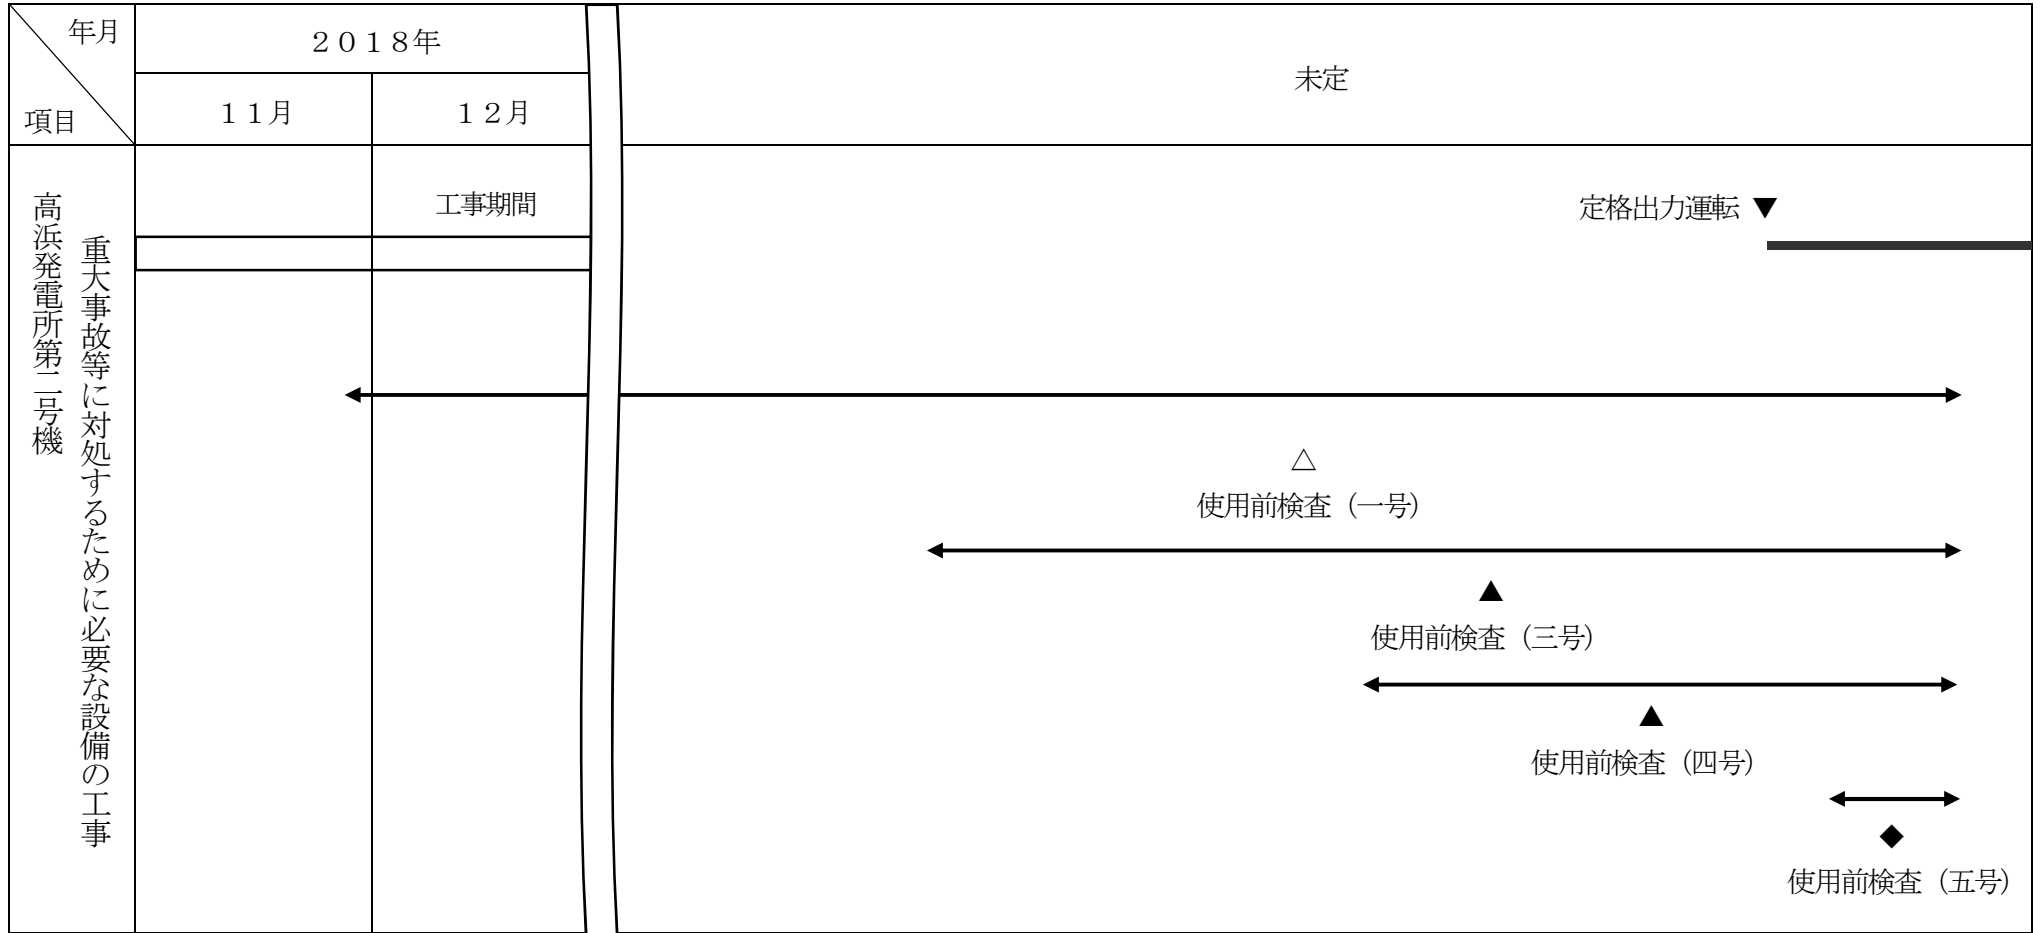 年月
項目
２０１８年
１１月
１２月
未定
高浜発電所第二号機
重大事故等に対処するために必要な設備の工事
工事期間
定格出力運転 ▼
△
使用前検査（一号）
▲
使用前検査（三号）
▲
使用前検査（四号）
◆
使用前検査（五号）